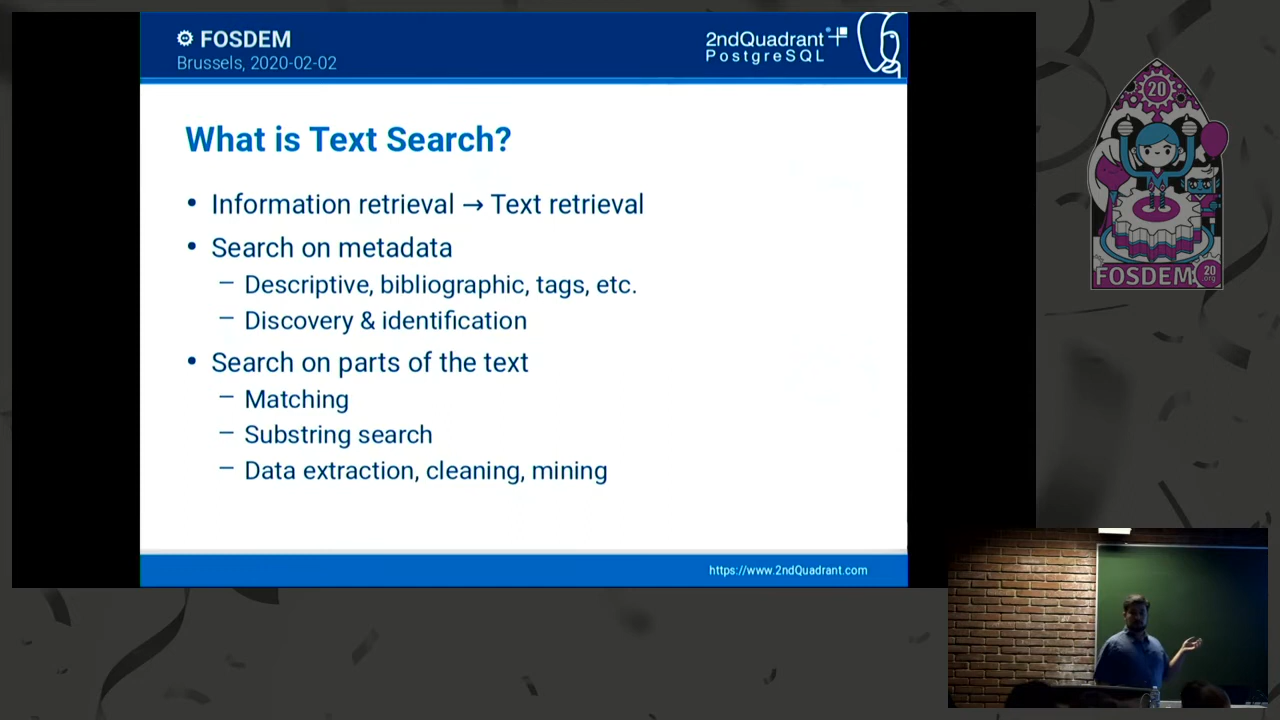 FOSDEM
Brussels, 2020-02-02
2ndQuadrant
PostgreSQL
What is Text Search?
• Information retrieval → Text retrieval
• Search on metadata
– Descriptive, bibliographic, tags, etc.
– Discovery & identification
• Search on parts of the text
– Matching
– Substring search
– Data extraction, cleaning, mining
https://www.2ndQuadrant.com
20
FOSDEM
20
.org